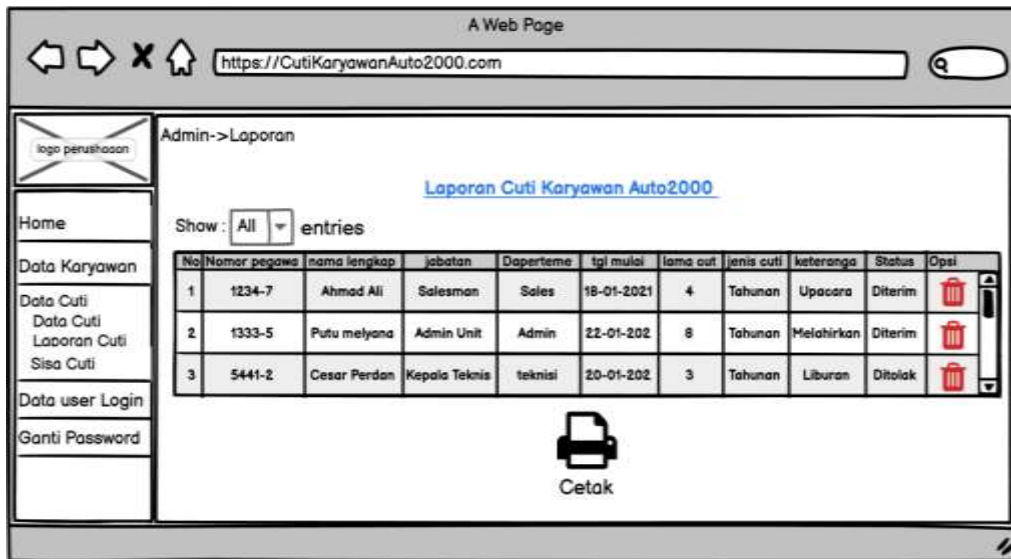 A Web Page
https://CutiKaryawanAuto2000.com
logo perushasan
Admin->Laporan
Laporan Cuti Karyawan Auto2000
Home
Data Karyawan
Data Cuti
Data Cuti
Laporan Cuti
Sisa Cuti
Data user Login
Ganti Password
Show : All entries
No Nomor pegawa nama lengkap jabatan Daperteme tgl mulai lama cut jenis cuti keteranga Status Opsi
1 1234-7 Ahmad Ali Salesman Sales 18-01-2021 4 Tahunan Upacara Diterim
2 1333-5 Putu melyana Admin Unit Admin 22-01-202 8 Tahunan Melahirkan Diterim
3 5441-2 Cesar Perdan Kepala Teknis teknisi 20-01-202 3 Tahunan Liburan Ditolak
Cetak